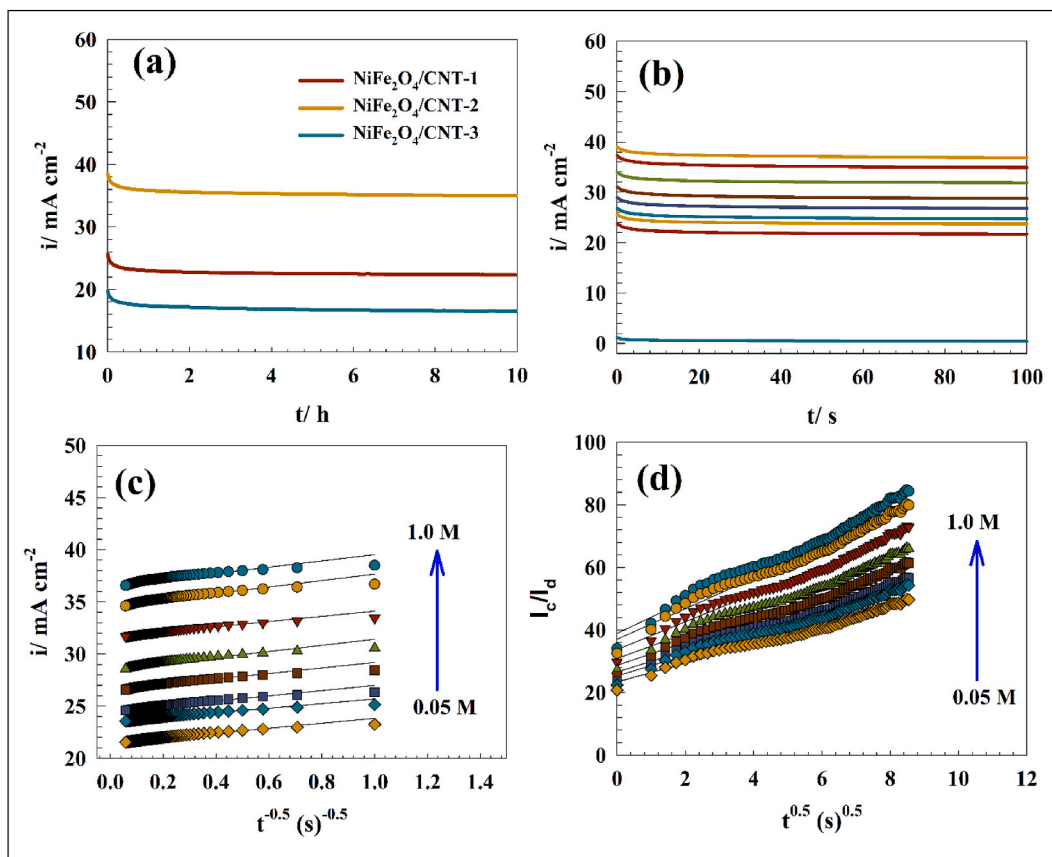 (a)
NiFe₂O₄/CNT-1
NiFe₂O₄/CNT-2
NiFe₂O₄/CNT-3
60
50
40
30
20
10
i/ mA cm⁻²
0 2 4 6 8 10
t/ h
(b)
60
50
40
30
20
10
0
i/ mA cm⁻²
0 20 40 60 80 100
t/ s
(c)
50
45
40
35
30
25
20
i/ mA cm⁻²
1.0 M
0.05 M
0.0 0.2 0.4 0.6 0.8 1.0 1.2 1.4
t⁻⁰·⁵ (s)⁻⁰·⁵
(d)
100
80
60
40
20
0
I_c/I_d
1.0 M
0.05 M
0 2 4 6 8 10 12
t⁰·⁵ (s)⁰·⁵